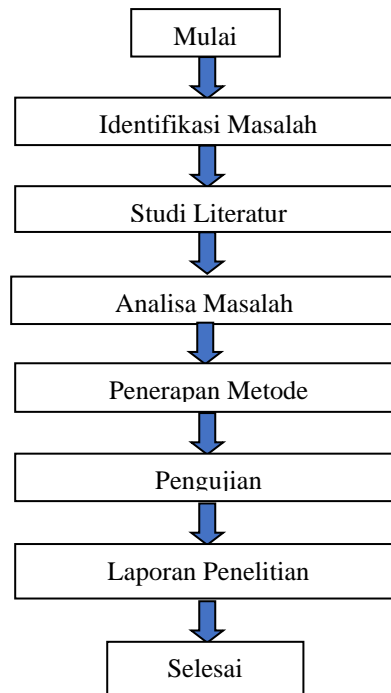 Mulai
Identifikasi Masalah
Studi Literatur
Analisa Masalah
Penerapan Metode
Pengujian
Laporan Penelitian
Selesai